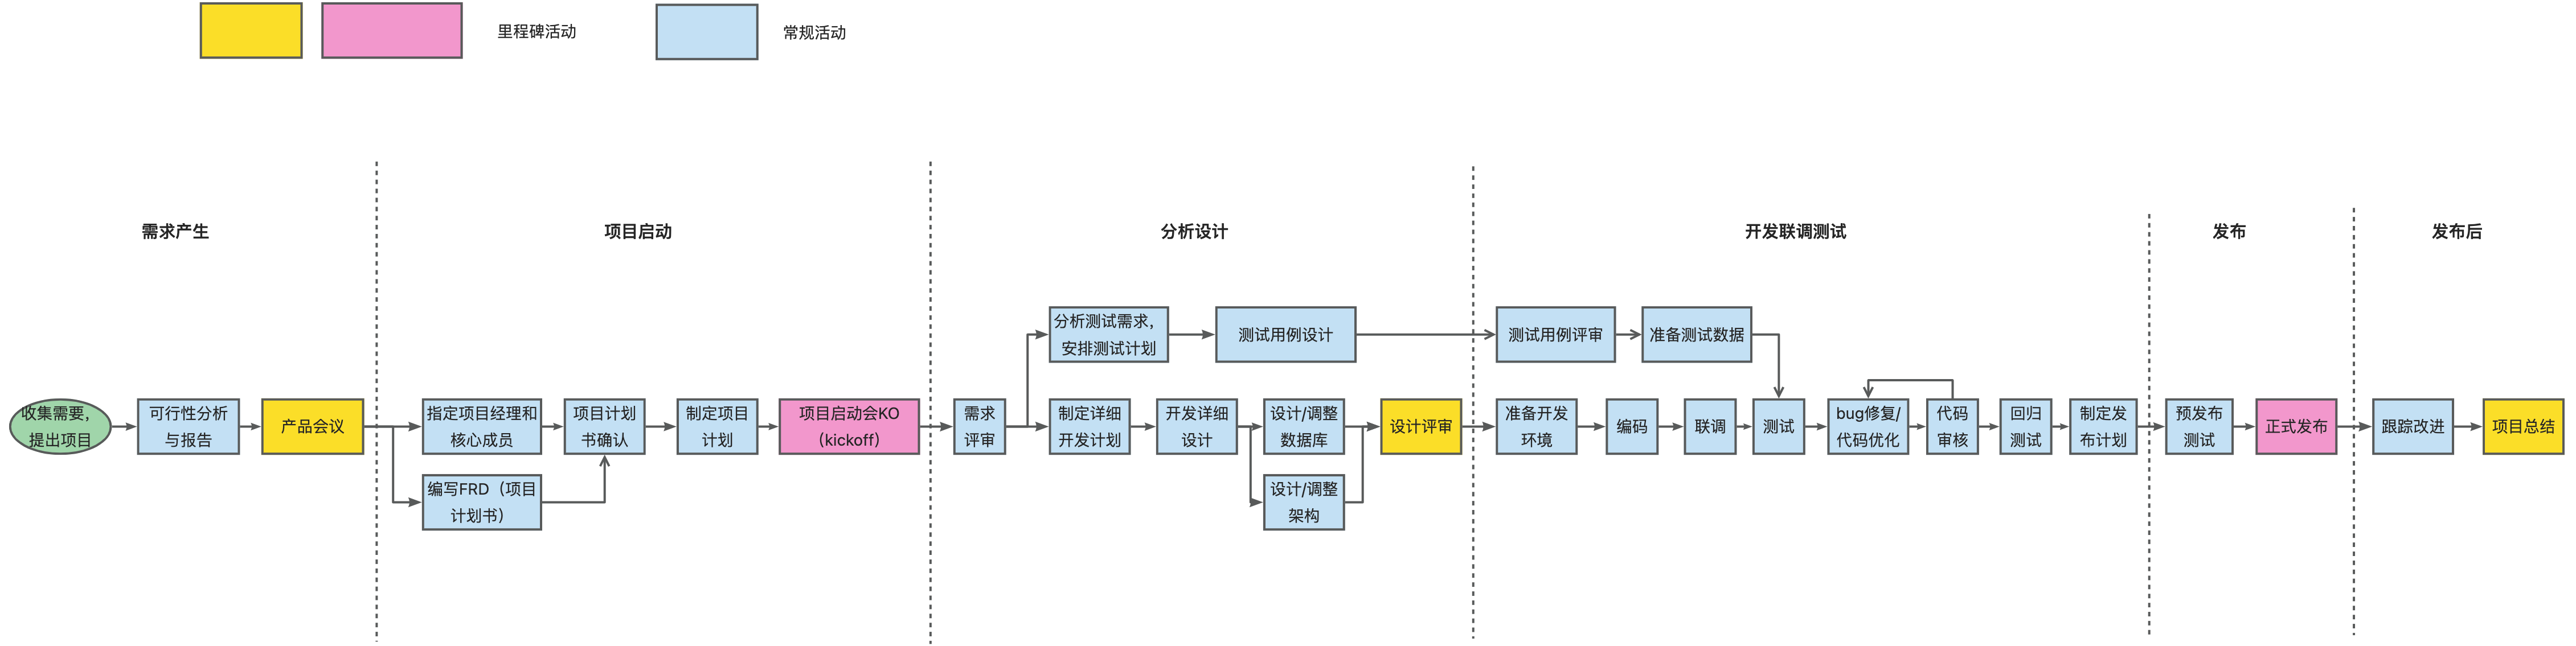 里程碑活动
常规活动
需求产生
项目启动
分析设计
开发联调测试
发布
发布后
分析测试需求，
安排测试计划
测试用例设计
测试用例评审
准备测试数据
收集需要，
提出项目
可行性分析
与报告
产品会议
指定项目经理和
核心成员
项目计划
书确认
制定项目
计划
项目启动会KO
（kickoff）
需求
评审
制定详细
开发计划
开发详细
设计
设计/调整
数据库
设计评审
准备开发
环境
编码
联调
测试
bug修复/
代码优化
代码
审核
回归
测试
制定发
布计划
预发布
测试
正式发布
跟踪改进
项目总结
编写FRD（项目
计划书）
设计/调整
架构